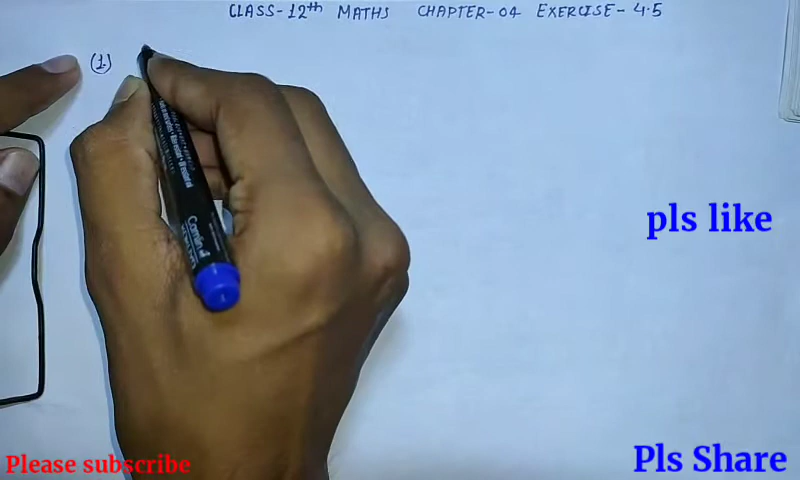 CLASS-12th MATHS CHAPTER-04 EXERCISE-4.5
(1.)
pls like
Please subscribe
Pls Share